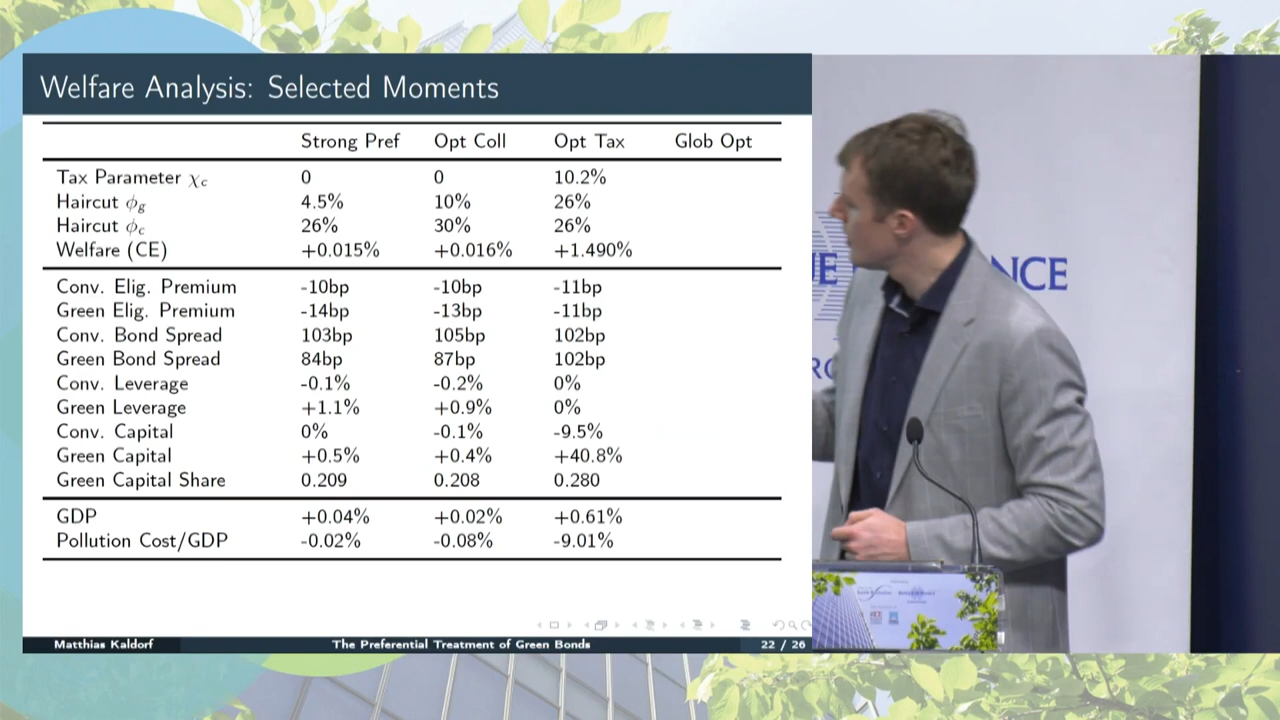 Welfare Analysis: Selected Moments
Strong Pref Opt Coll Opt Tax Glob Opt
Tax Parameter χc 0 0 10.2%
Haircut ϕg 4.5% 10% 26%
Haircut ϕc 26% 30% 26%
Welfare (CE) +0.015% +0.016% +1.490%
Conv. Elig. Premium -10bp -10bp -11bp
Green Elig. Premium -14bp -13bp -11bp
Conv. Bond Spread 103bp 105bp 102bp
Green Bond Spread 84bp 87bp 102bp
Conv. Leverage -0.1% -0.2% 0%
Green Leverage +1.1% +0.9% 0%
Conv. Capital 0% -0.1% -9.5%
Green Capital +0.5% +0.4% +40.8%
Green Capital Share 0.209 0.208 0.280
GDP +0.04% +0.02% +0.61%
Pollution Cost/GDP -0.02% -0.08% -9.01%
Matthias Kaldorf The Preferential Treatment of Green Bonds 22 / 26
NCE